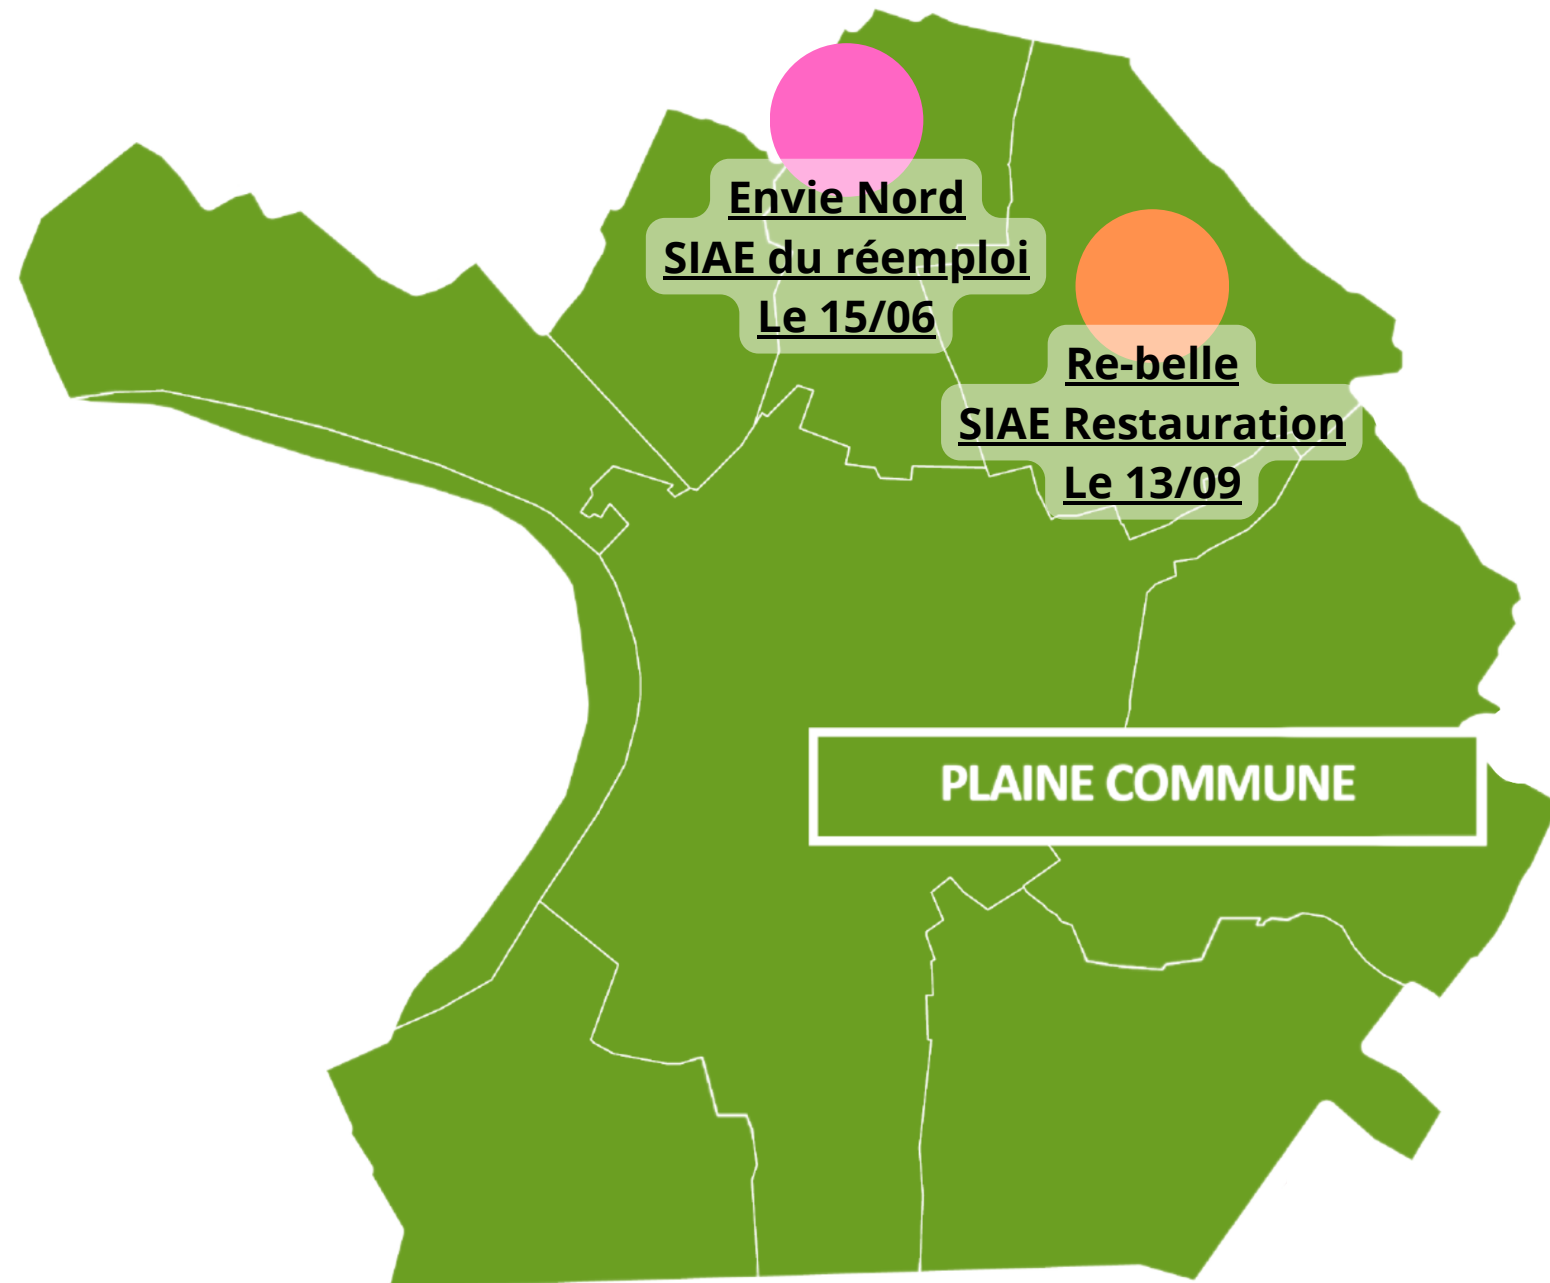 Envie Nord
SIAE du réemploi
Le 15/06
Re-belle
SIAE Restauration
Le 13/09
PLAINE COMMUNE